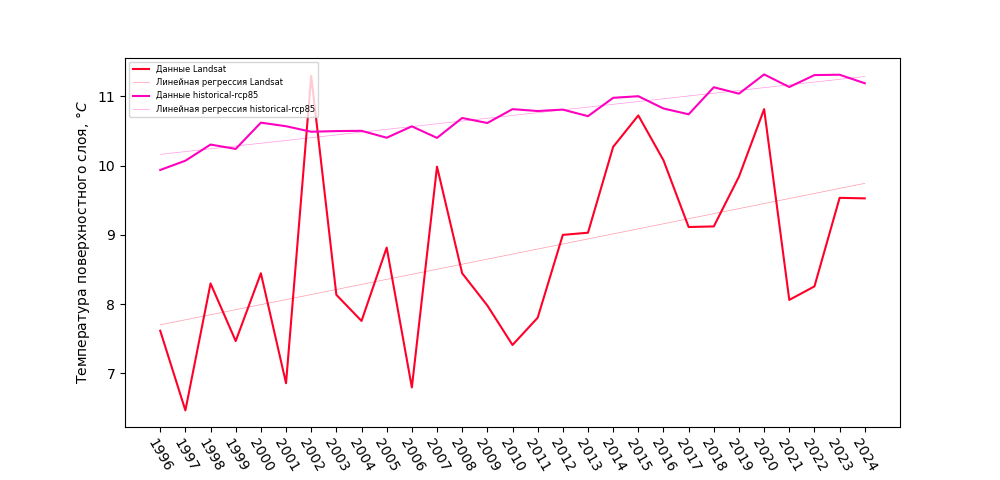 Данные Landsat
Линейная регрессия Landsat
Данные historical-rcp85
Линейная регрессия historical-rcp85
Температура поверхностного слоя, °C
11
10
9
8
7
1996 1997 1998 1999 2000 2001 2002 2003 2004 2005 2006 2007 2008 2009 2010 2011 2012 2013 2014 2015 2016 2017 2018 2019 2020 2021 2022 2023 2024